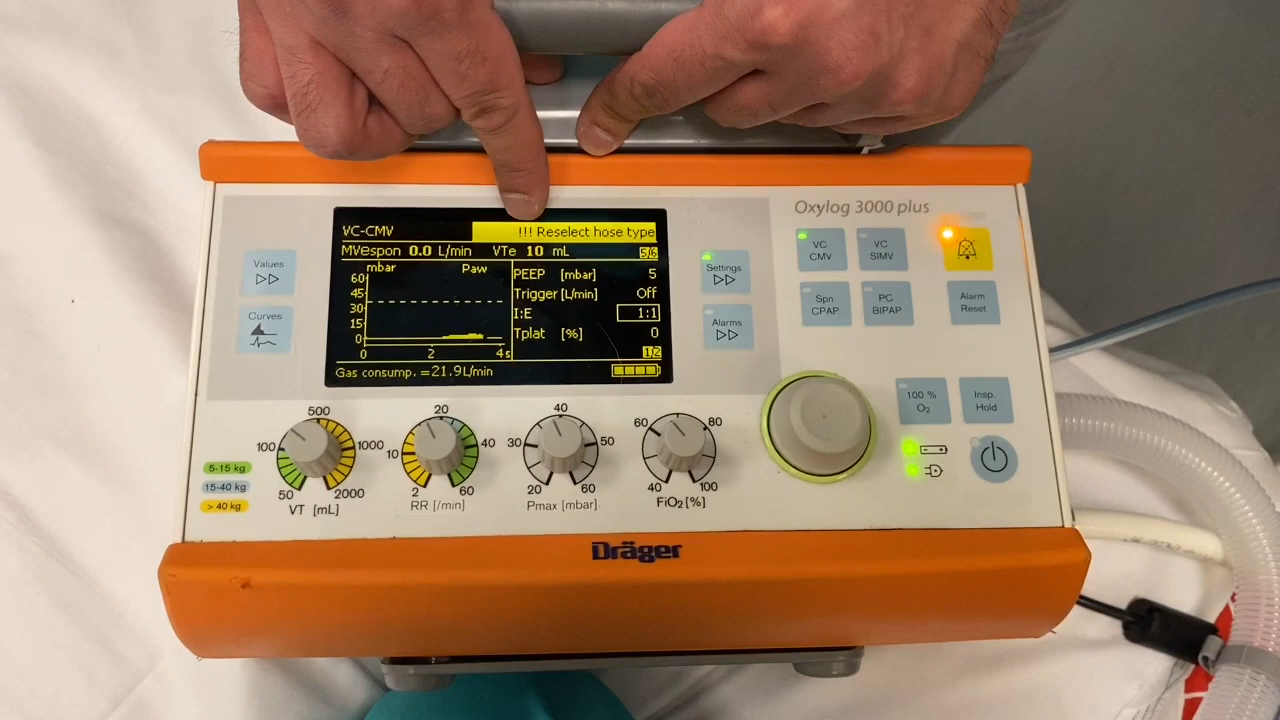 Oxylog 3000 plus
VC-CMV !!! Reselect hose type
MVespon 0.0 L/min VTe 10 mL 5/6
mbar Paw
60
45
30
15
0
0 2 4s
PEEP [mbar] 5
Trigger [L/min] Off
I:E 1:1
Tplat [%] 0
1/2
Gas consump. =21.9L/min
Values
Curves
Settings
Alarms
VC
CMV
VC
SIMV
Spn
CPAP
PC
BIPAP
Alarm
Reset
100 %
O2
Insp.
Hold
5-15 kg
15-40 kg
> 40 kg
500
100 1000
50 2000
VT [mL]
20
10 40
2 60
RR [/min]
40
30 50
20 60
Pmax [mbar]
60 80
40 100
FiO2 [%]
Dräger